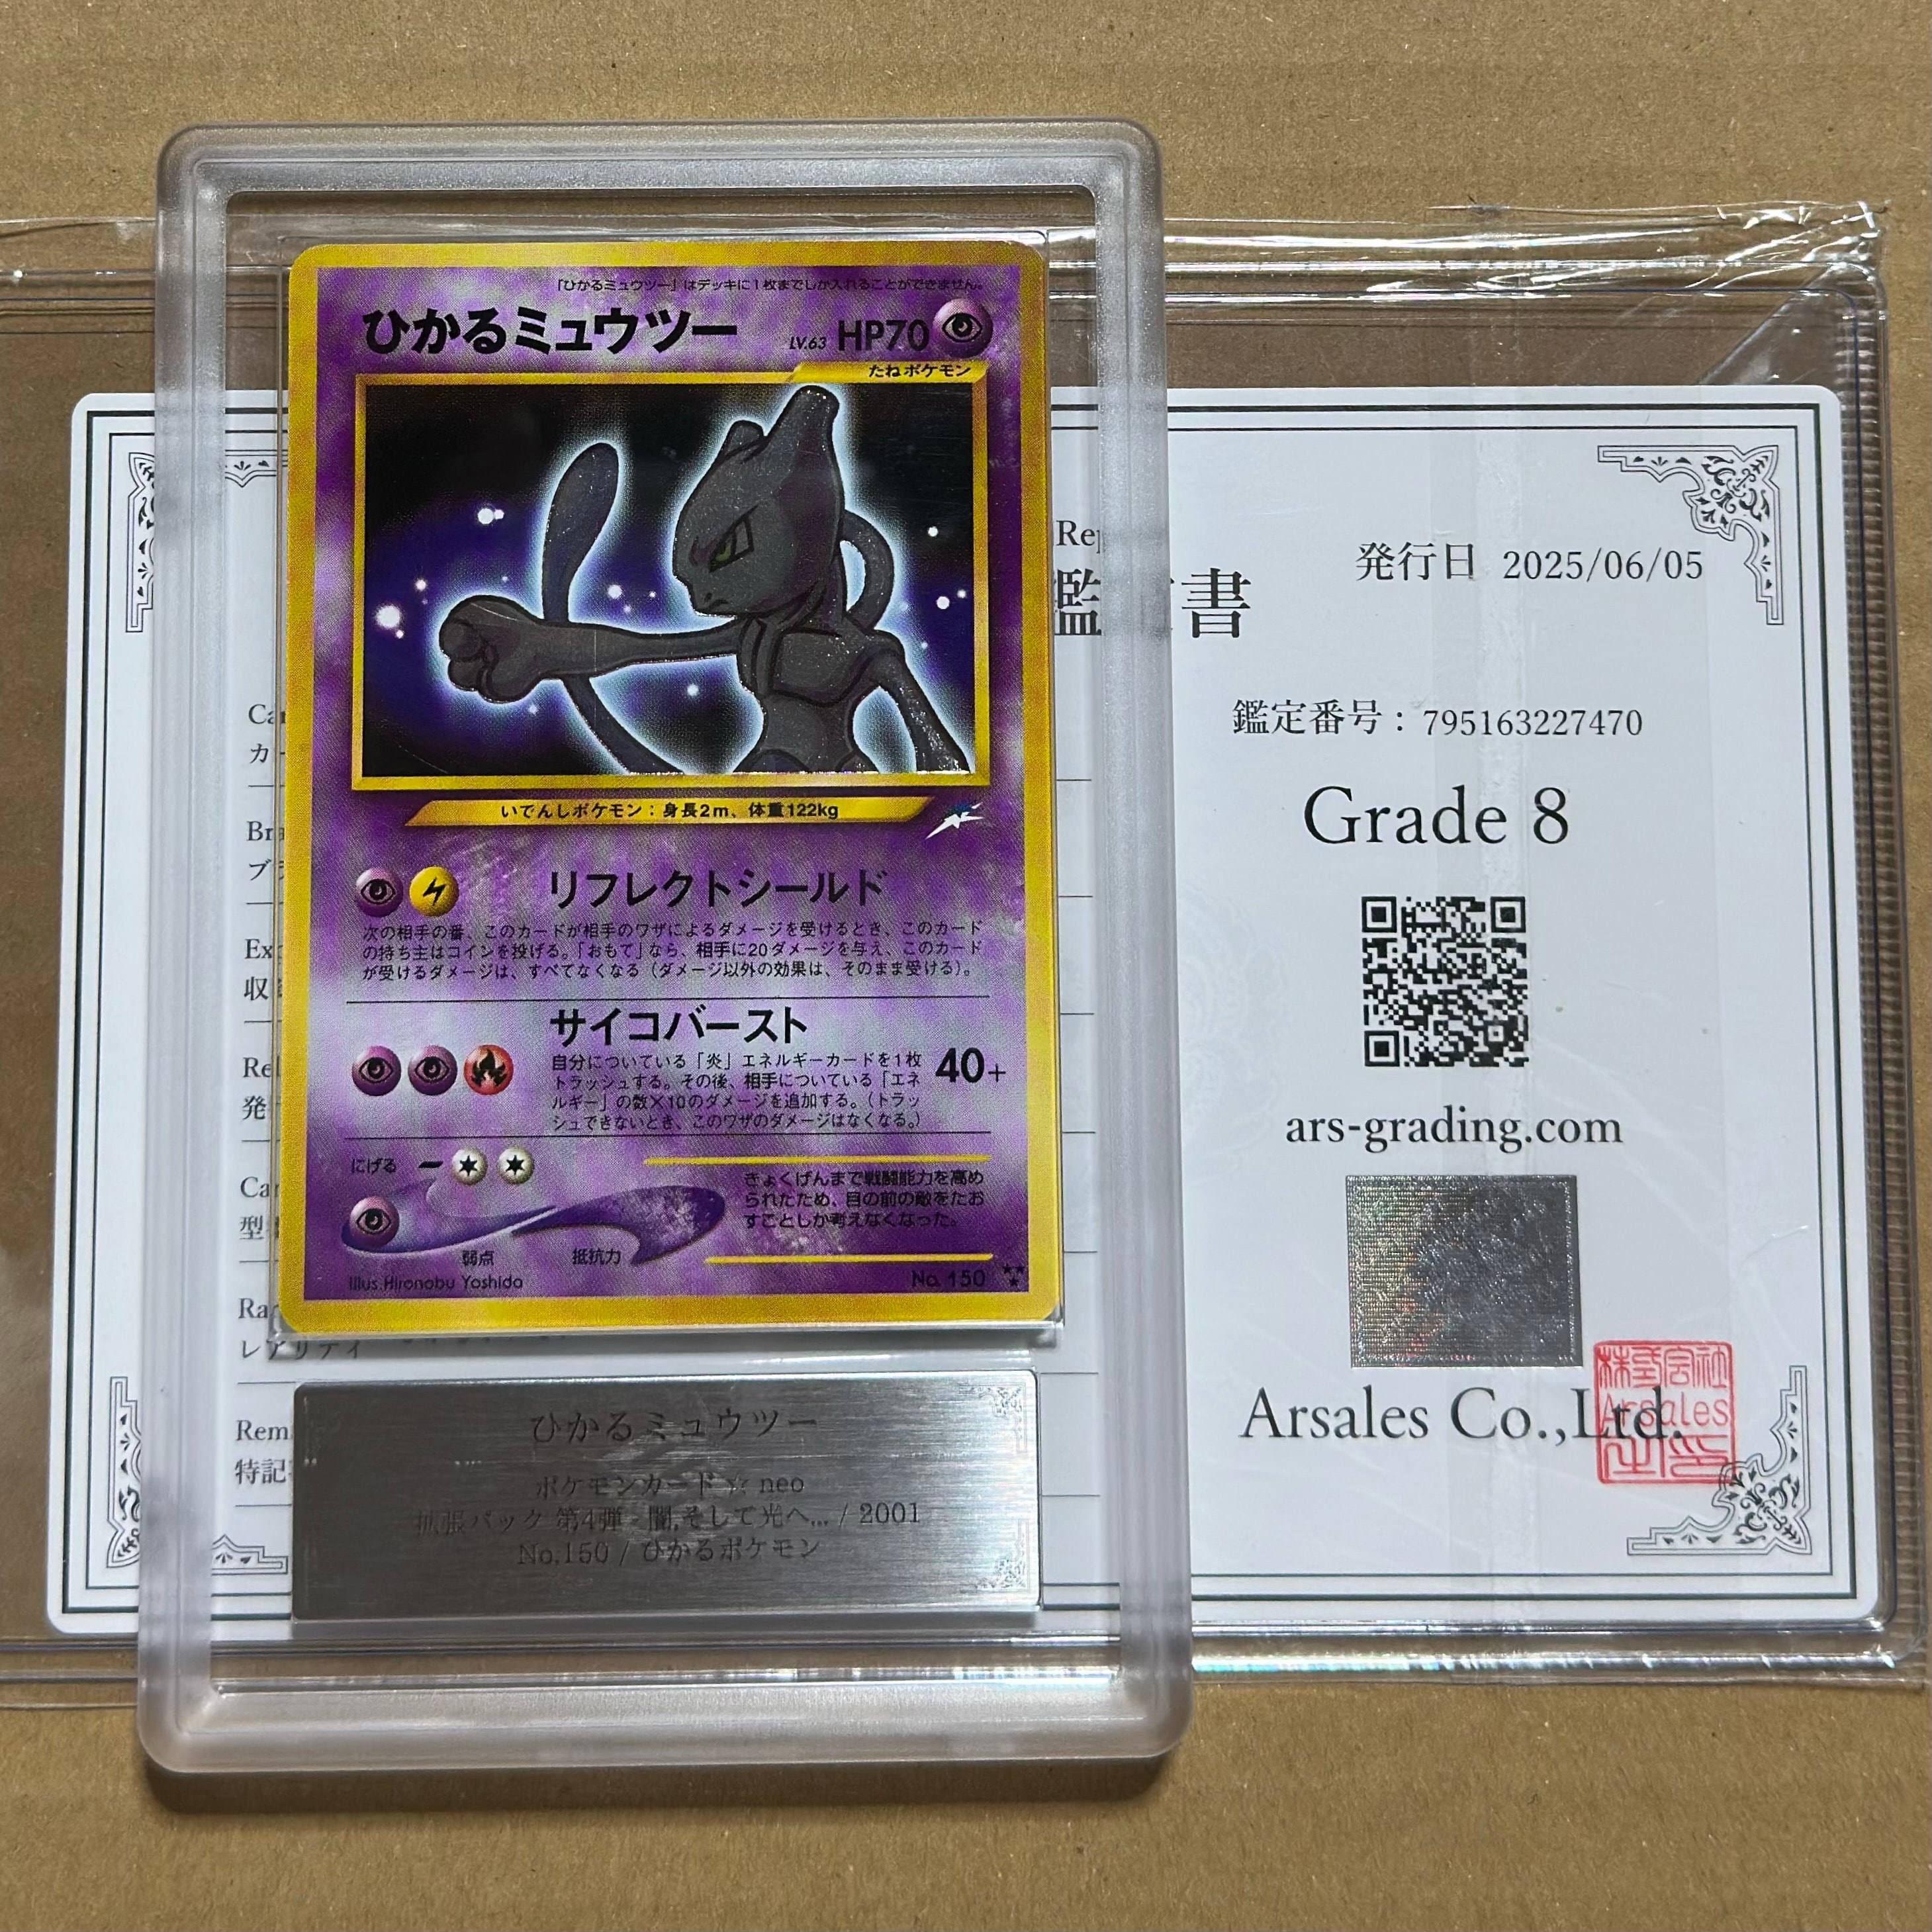 「ひかるミュウツー」はデッキに1枚までしか入れることができません。
ひかるミュウツー LV.63 HP70
たねポケモン
いでんしポケモン：身長2m、体重122kg
リフレクトシールド
次の相手の番、このカードが相手のワザによるダメージを受けるとき、このカード
の持ち主はコインを投げる。「おもて」なら、相手に20ダメージを与え、このカード
が受けるダメージは、すべてなくなる（ダメージ以外の効果は、そのまま受ける）。
サイコバースト
自分についている「炎」エネルギーカードを1枚
トラッシュする。その後、相手についている「エネ
ルギー」の数×10のダメージを追加する。（トラッ
シュできないとき、このワザのダメージはなくなる。）
40+
にげる
きょくげんまで戦闘能力を高め
られたため、目の前の敵をたお
すことしか考えなくなった。
弱点 抵抗力
Illus.Hironobu Yoshida
No. 150
ひかるミュウツー
ポケモンカード☆neo
拡張パック 第4弾 - 闇,そして光へ... / 2001
No.150 / ひかるポケモン
発行日 2025/06/05
書
鑑定番号：795163227470
Grade 8
ars-grading.com
Arsales Co.,Ltd.
株式会社
Arsales
レアリティ